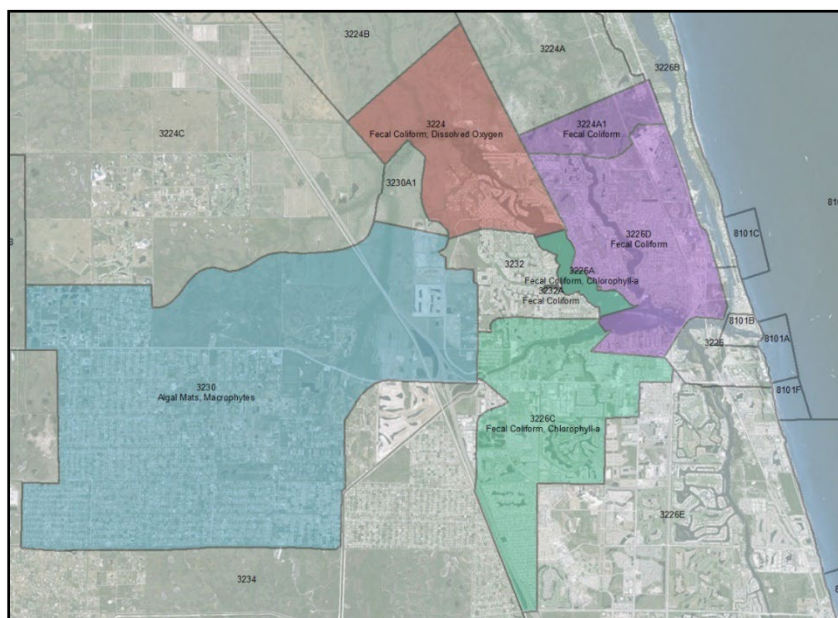 3224B
3224A
3226B
3224
Fecal Coliform, Dissolved Oxygen
3224A1
Fecal Coliform
3224C
3230A1
8101C
3226D
Fecal Coliform
3232
3226A
Fecal Coliform, Chlorophyll-a
3232A
Fecal Coliform
8101B
8101A
3226
8101F
3230
Algal Mats, Macrophytes
3226C
Fecal Coliform, Chlorophyll-a
3226E
3234